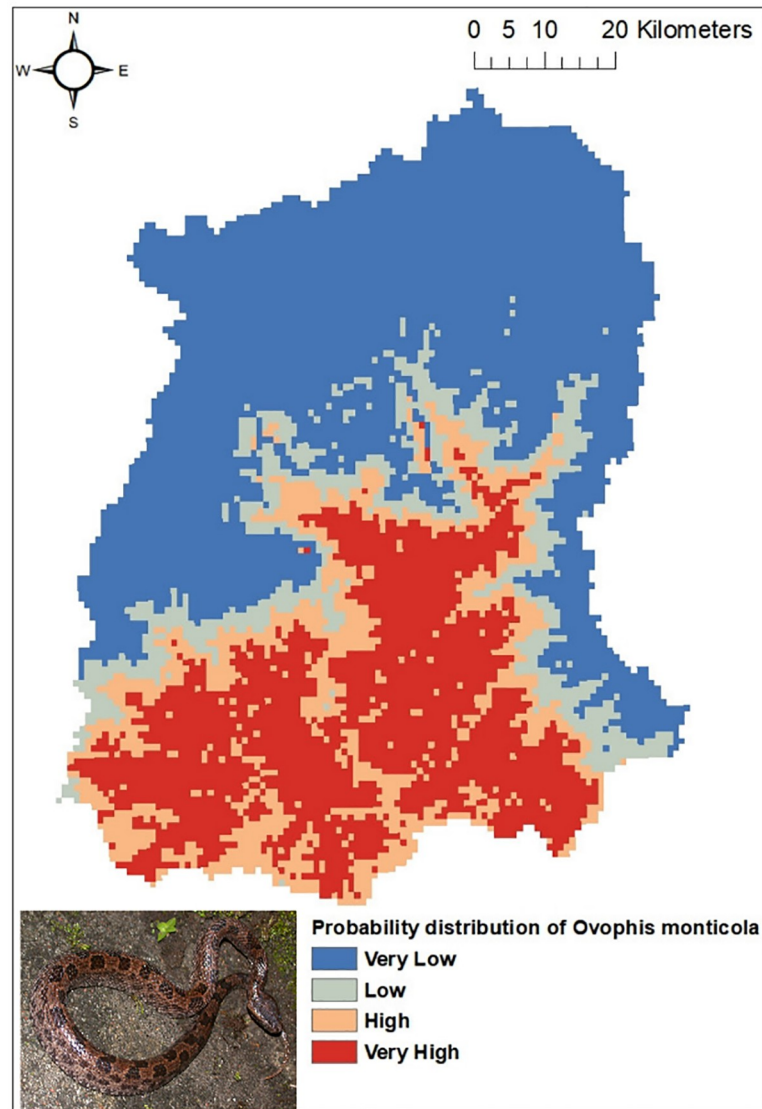 N
W E
S
0 5 10 20 Kilometers
Probability distribution of Ovophis monticola
Very Low
Low
High
Very High